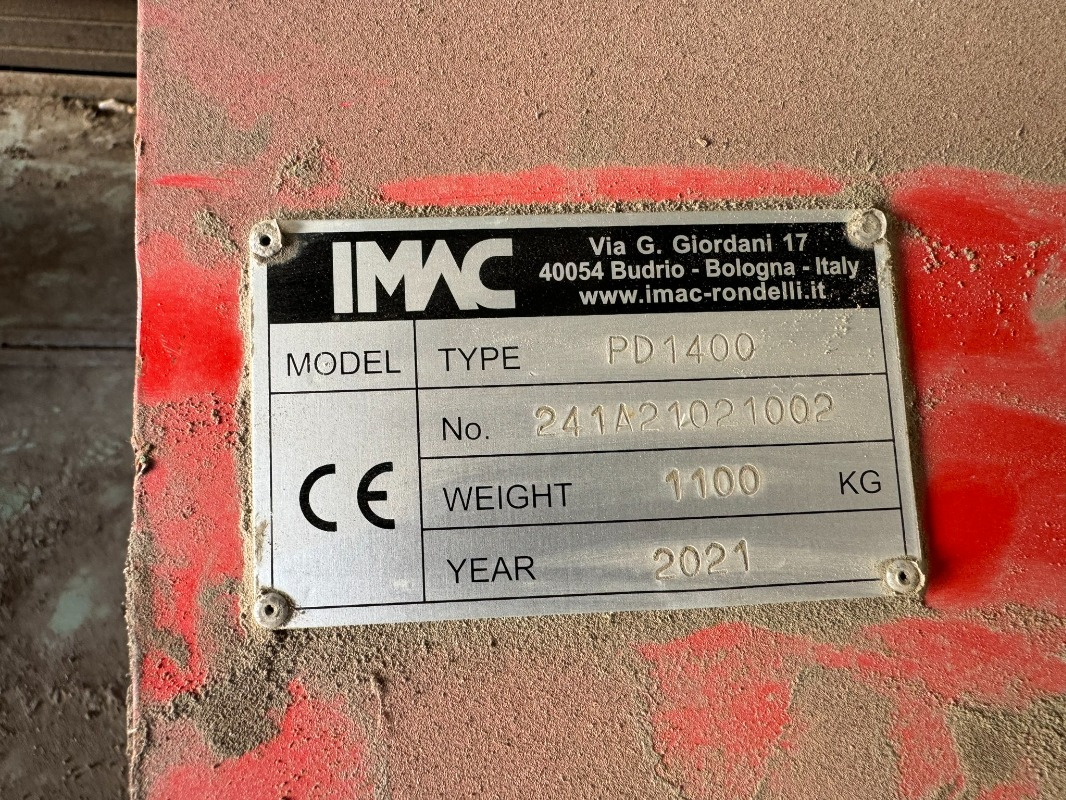 IMAC
Via G. Giordani 17
40054 Budrio - Bologna - Italy
www.imac-rondelli.it
MODEL
TYPE PD1400
No. 241A21021002
CE
WEIGHT 1100 KG
YEAR 2021